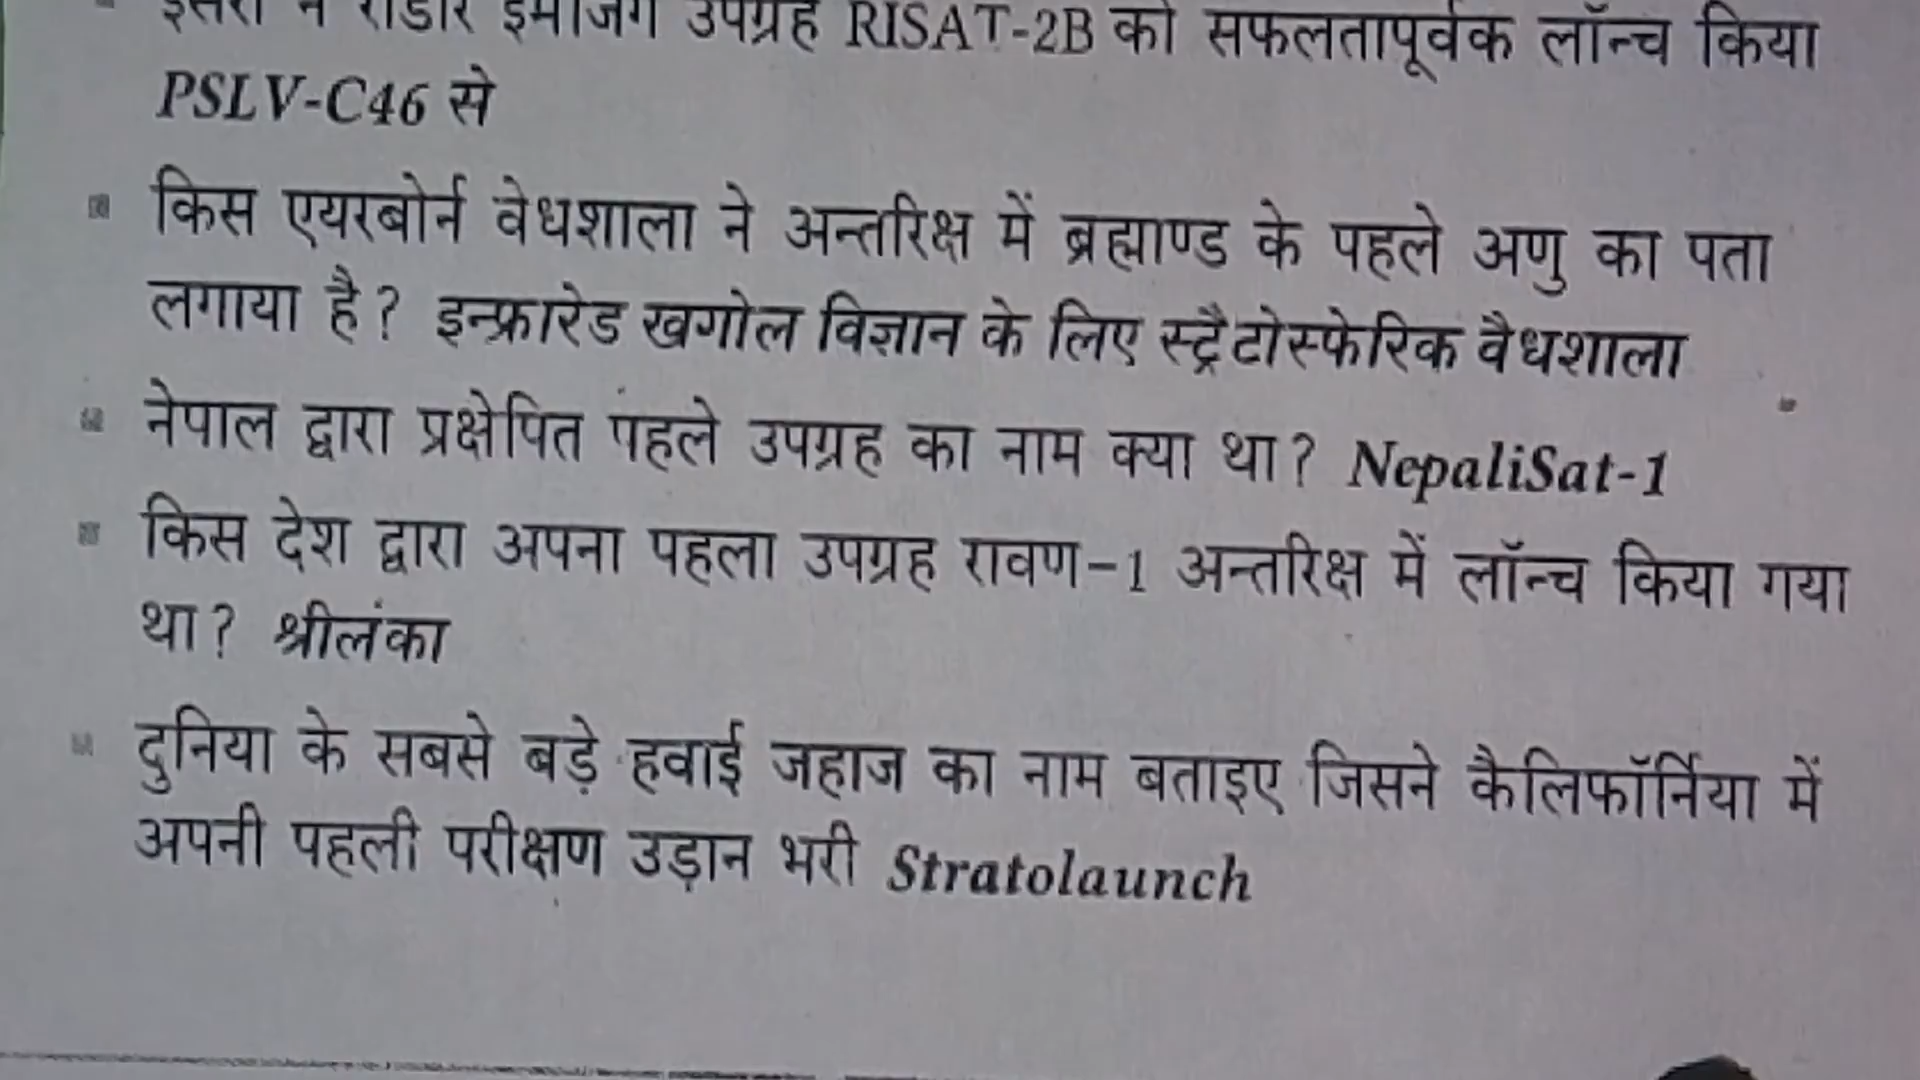 इसरो ने राडार इमेजिंग उपग्रह RISAT-2B को सफलतापूर्वक लॉन्च किया
PSLV-C46 से
किस एयरबोर्न वेधशाला ने अन्तरिक्ष में ब्रह्माण्ड के पहले अणु का पता
लगाया है? इन्फ्रारेड खगोल विज्ञान के लिए स्ट्रैटोस्फेरिक वैधशाला
नेपाल द्वारा प्रक्षेपित पहले उपग्रह का नाम क्या था? NepaliSat-1
किस देश द्वारा अपना पहला उपग्रह रावण-1 अन्तरिक्ष में लॉन्च किया गया
था? श्रीलंका
दुनिया के सबसे बड़े हवाई जहाज का नाम बताइए जिसने कैलिफॉर्निया में
अपनी पहली परीक्षण उड़ान भरी Stratolaunch